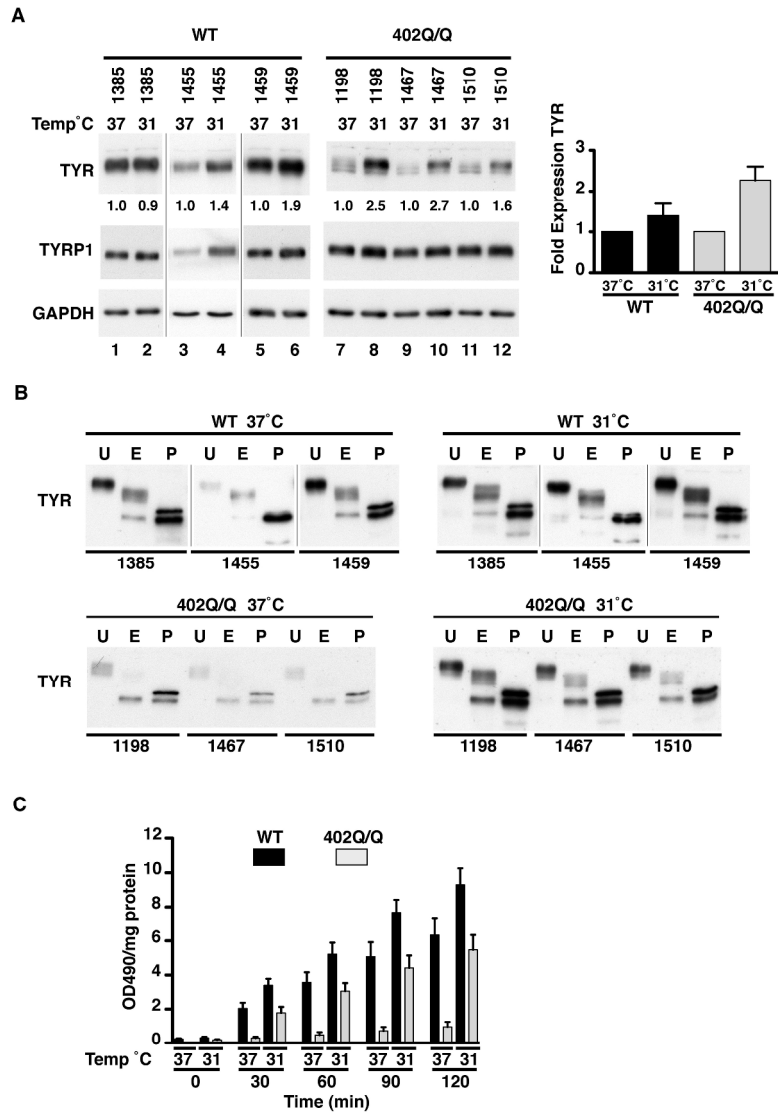 A
WT 402Q/Q
1385 1385 1455 1455 1459 1459 1198 1198 1467 1467 1510 1510
Temp˚C 37 31 37 31 37 31 37 31 37 31 37 31
TYR
1.0 0.9 1.0 1.4 1.0 1.9 1.0 2.5 1.0 2.7 1.0 1.6
TYRP1
GAPDH
1 2 3 4 5 6 7 8 9 10 11 12
Fold Expression TYR
3
2
1
0
37˚C 31˚C 37˚C 31˚C
WT 402Q/Q
B
WT 37˚C WT 31˚C
U E P U E P U E P U E P U E P U E P
TYR
1385 1455 1459 1385 1455 1459
402Q/Q 37˚C 402Q/Q 31˚C
U E P U E P U E P U E P U E P U E P
TYR
1198 1467 1510 1198 1467 1510
C
WT 402Q/Q
OD490/mg protein
12
10
8
6
4
2
0
Temp ˚C 37 31 37 31 37 31 37 31 37 31
0 30 60 90 120
Time (min)